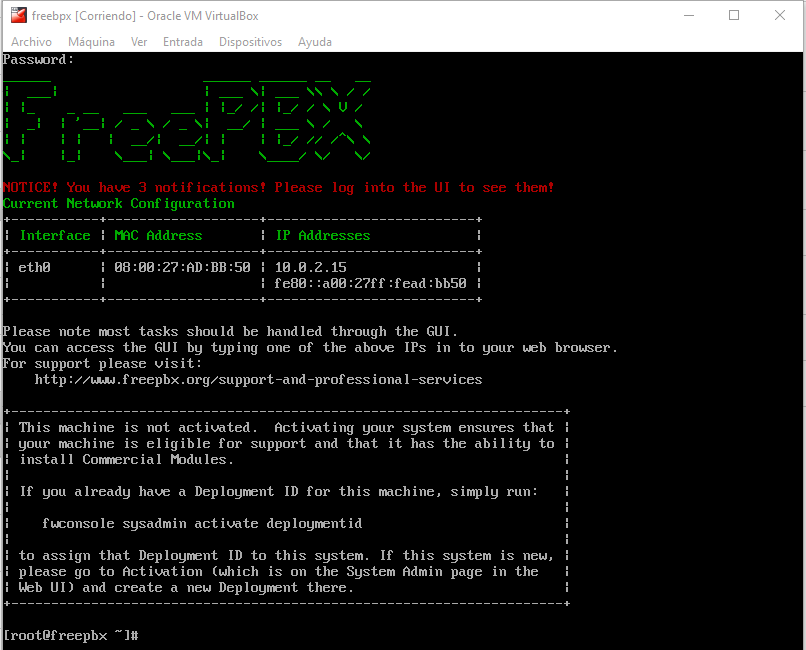 freebpx [Corriendo] - Oracle VM VirtualBox
Archivo Máquina Ver Entrada Dispositivos Ayuda
Password:
FreePBX
NOTICE! You have 3 notifications! Please log into the UI to see them!
Current Network Configuration
Interface | MAC Address | IP Addresses
eth0 | 08:00:27:AD:BB:50 | 10.0.2.15
fe80::a00:27ff:fead:bb50
Please note most tasks should be handled through the GUI.
You can access the GUI by typing one of the above IPs in to your web browser.
For support please visit:
http://www.freepbx.org/support-and-professional-services
This machine is not activated.  Activating your system ensures that
your machine is eligible for support and that it has the ability to
install Commercial Modules.
If you already have a Deployment ID for this machine, simply run:
fwconsole sysadmin activate deploymentid
to assign that Deployment ID to this system. If this system is new,
please go to Activation (which is on the System Admin page in the
Web UI) and create a new Deployment there.
[root@freepbx ~]#